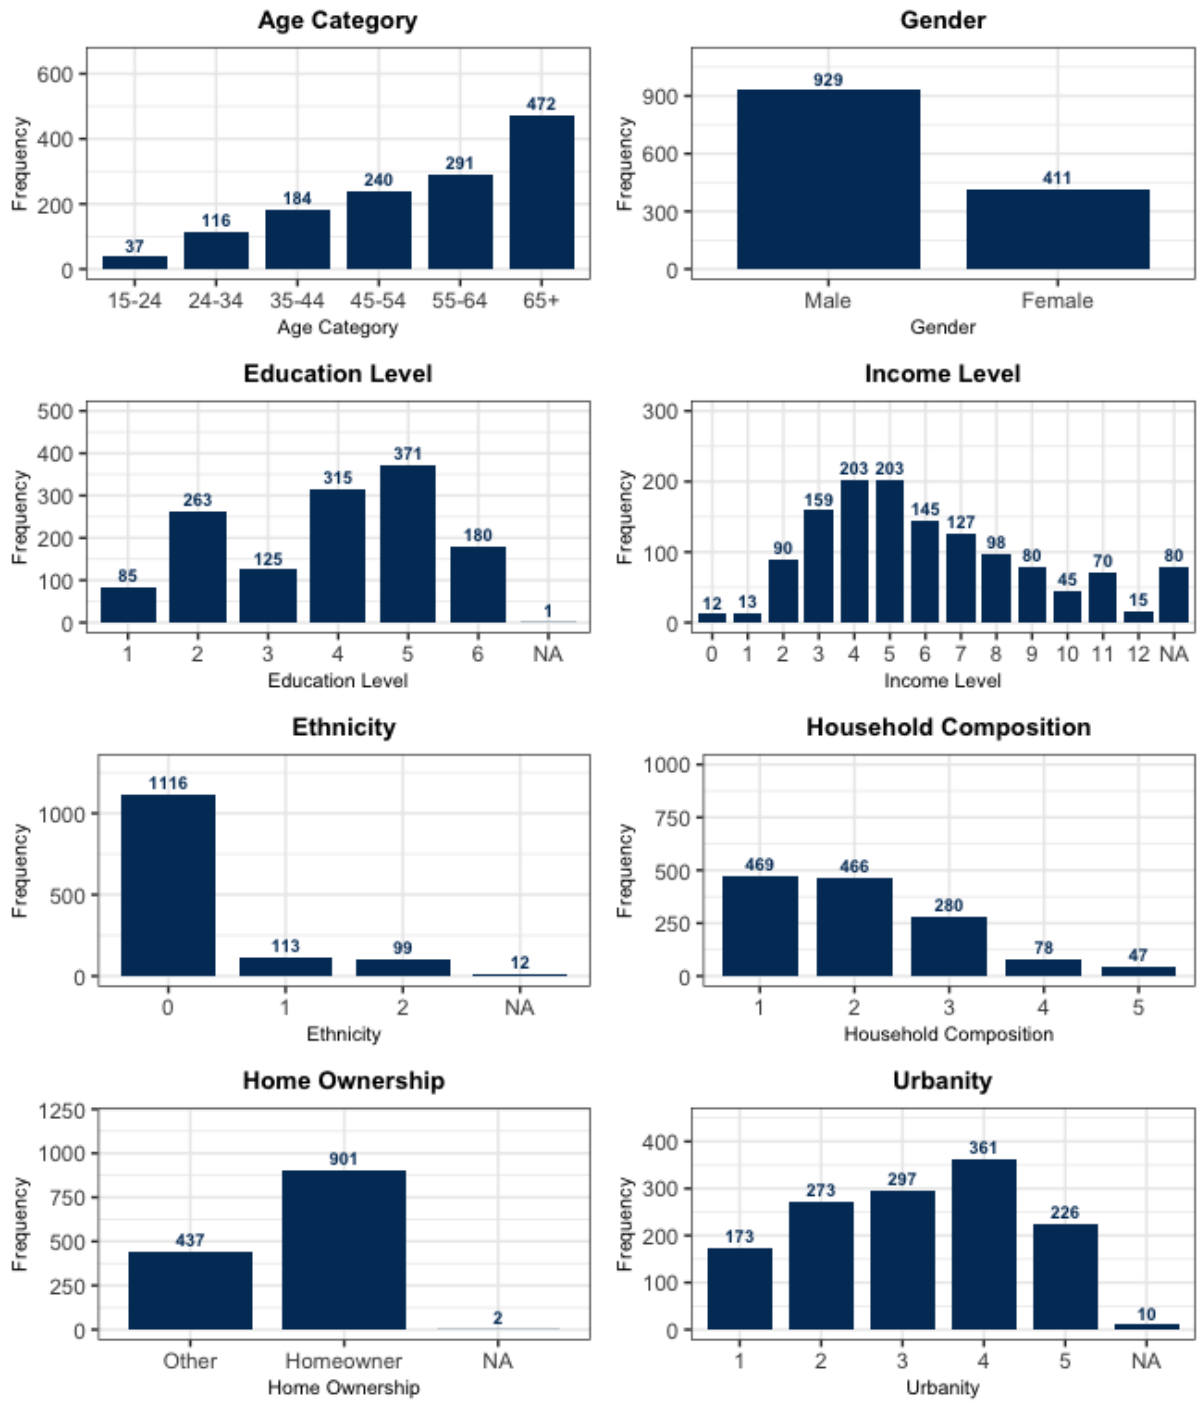 Age Category
Frequency
600
400
200
0
37
116
184
240
291
472
15-24 24-34 35-44 45-54 55-64 65+
Age Category
Gender
Frequency
900
600
300
0
929
411
Male Female
Gender
Education Level
Frequency
500
400
300
200
100
0
85
263
125
315
371
180
1
1 2 3 4 5 6 NA
Education Level
Income Level
Frequency
300
200
100
0
12
13
90
159
203
203
145
127
98
80
45
70
15
80
0 1 2 3 4 5 6 7 8 9 10 11 12 NA
Income Level
Ethnicity
Frequency
1000
500
0
1116
113
99
12
0 1 2 NA
Ethnicity
Household Composition
Frequency
1000
750
500
250
0
469
466
280
78
47
1 2 3 4 5
Household Composition
Home Ownership
Frequency
1250
1000
750
500
250
0
437
901
2
Other Homeowner NA
Home Ownership
Urbanity
Frequency
400
300
200
100
0
173
273
297
361
226
10
1 2 3 4 5 NA
Urbanity